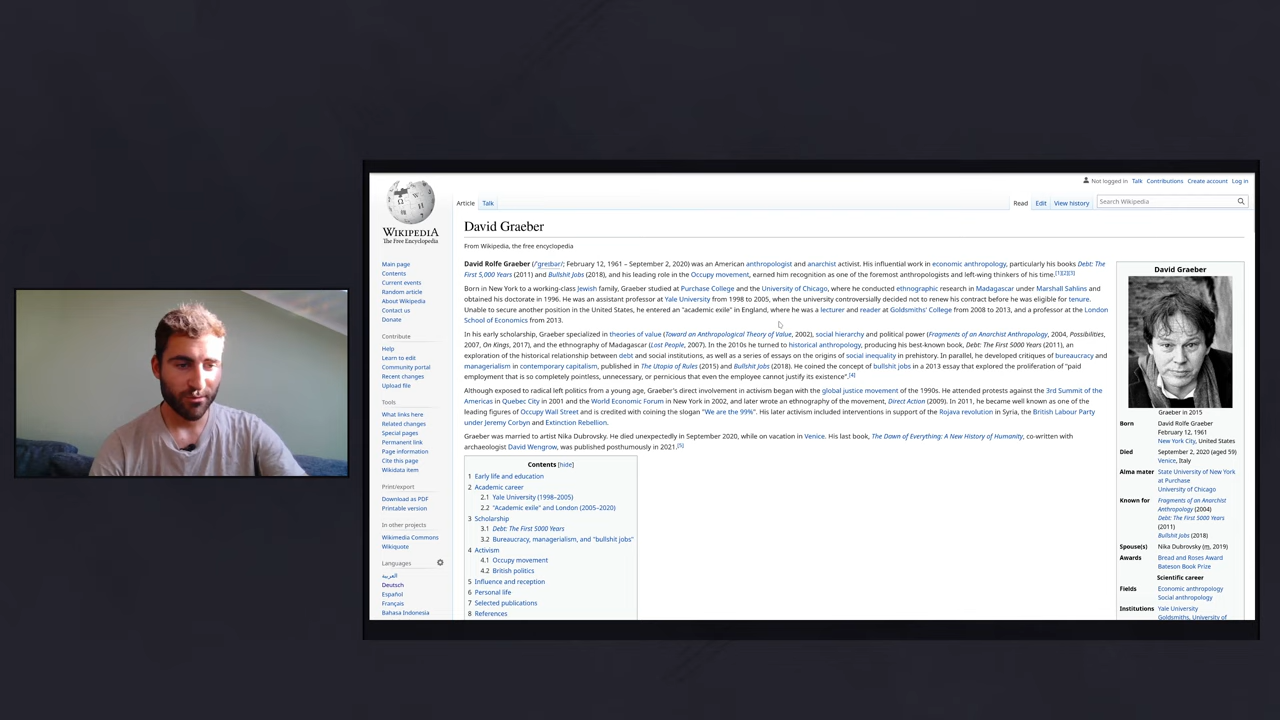 Not logged in Talk Contributions Create account Log in
Article Talk
Read Edit View history Search Wikipedia
WIKIPEDIA
The Free Encyclopedia
Main page
Contents
Current events
Random article
About Wikipedia
Contact us
Donate
Contribute
Help
Learn to edit
Community portal
Recent changes
Upload file
Tools
What links here
Related changes
Special pages
Permanent link
Page information
Cite this page
Wikidata item
Print/export
Download as PDF
Printable version
In other projects
Wikimedia Commons
Wikiquote
Languages
العربية
Deutsch
Español
Français
Bahasa Indonesia
David Graeber
From Wikipedia, the free encyclopedia
David Rolfe Graeber (/ˈɡreɪbər/; February 12, 1961 – September 2, 2020) was an American anthropologist and anarchist activist. His influential work in economic anthropology, particularly his books Debt: The
First 5,000 Years (2011) and Bullshit Jobs (2018), and his leading role in the Occupy movement, earned him recognition as one of the foremost anthropologists and left-wing thinkers of his time.[1][2][3]
Born in New York to a working-class Jewish family, Graeber studied at Purchase College and the University of Chicago, where he conducted ethnographic research in Madagascar under Marshall Sahlins and
obtained his doctorate in 1996. He was an assistant professor at Yale University from 1998 to 2005, when the university controversially decided not to renew his contract before he was eligible for tenure.
Unable to secure another position in the United States, he entered an "academic exile" in England, where he was a lecturer and reader at Goldsmiths' College from 2008 to 2013, and a professor at the London
School of Economics from 2013.
In his early scholarship, Graeber specialized in theories of value (Toward an Anthropological Theory of Value, 2002), social hierarchy and political power (Fragments of an Anarchist Anthropology, 2004, Possibilities,
2007, On Kings, 2017), and the ethnography of Madagascar (Lost People, 2007). In the 2010s he turned to historical anthropology, producing his best-known book, Debt: The First 5000 Years (2011), an
exploration of the historical relationship between debt and social institutions, as well as a series of essays on the origins of social inequality in prehistory. In parallel, he developed critiques of bureaucracy and
managerialism in contemporary capitalism, published in The Utopia of Rules (2015) and Bullshit Jobs (2018). He coined the concept of bullshit jobs in a 2013 essay that explored the proliferation of "paid
employment that is so completely pointless, unnecessary, or pernicious that even the employee cannot justify its existence".[4]
Although exposed to radical left politics from a young age, Graeber's direct involvement in activism began with the global justice movement of the 1990s. He attended protests against the 3rd Summit of the
Americas in Quebec City in 2001 and the World Economic Forum in New York in 2002, and later wrote an ethnography of the movement, Direct Action (2009). In 2011, he became well known as one of the
leading figures of Occupy Wall Street and is credited with coining the slogan "We are the 99%". His later activism included interventions in support of the Rojava revolution in Syria, the British Labour Party
under Jeremy Corbyn and Extinction Rebellion.
Graeber was married to artist Nika Dubrovsky. He died unexpectedly in September 2020, while on vacation in Venice. His last book, The Dawn of Everything: A New History of Humanity, co-written with
archaeologist David Wengrow, was published posthumously in 2021.[5]
Contents [hide]
1 Early life and education
2 Academic career
2.1 Yale University (1998–2005)
2.2 "Academic exile" and London (2005–2020)
3 Scholarship
3.1 Debt: The First 5000 Years
3.2 Bureaucracy, managerialism, and "bullshit jobs"
4 Activism
4.1 Occupy movement
4.2 British politics
5 Influence and reception
6 Personal life
7 Selected publications
8 References
David Graeber
Graeber in 2015
Born David Rolfe Graeber
February 12, 1961
New York City, United States
Died September 2, 2020 (aged 59)
Venice, Italy
Alma mater State University of New York
at Purchase
University of Chicago
Known for Fragments of an Anarchist
Anthropology (2004)
Debt: The First 5000 Years
(2011)
Bullshit Jobs (2018)
Spouse(s) Nika Dubrovsky (m. 2019)
Awards Bread and Roses Award
Bateson Book Prize
Scientific career
Fields Economic anthropology
Social anthropology
Institutions Yale University
Goldsmiths, University of